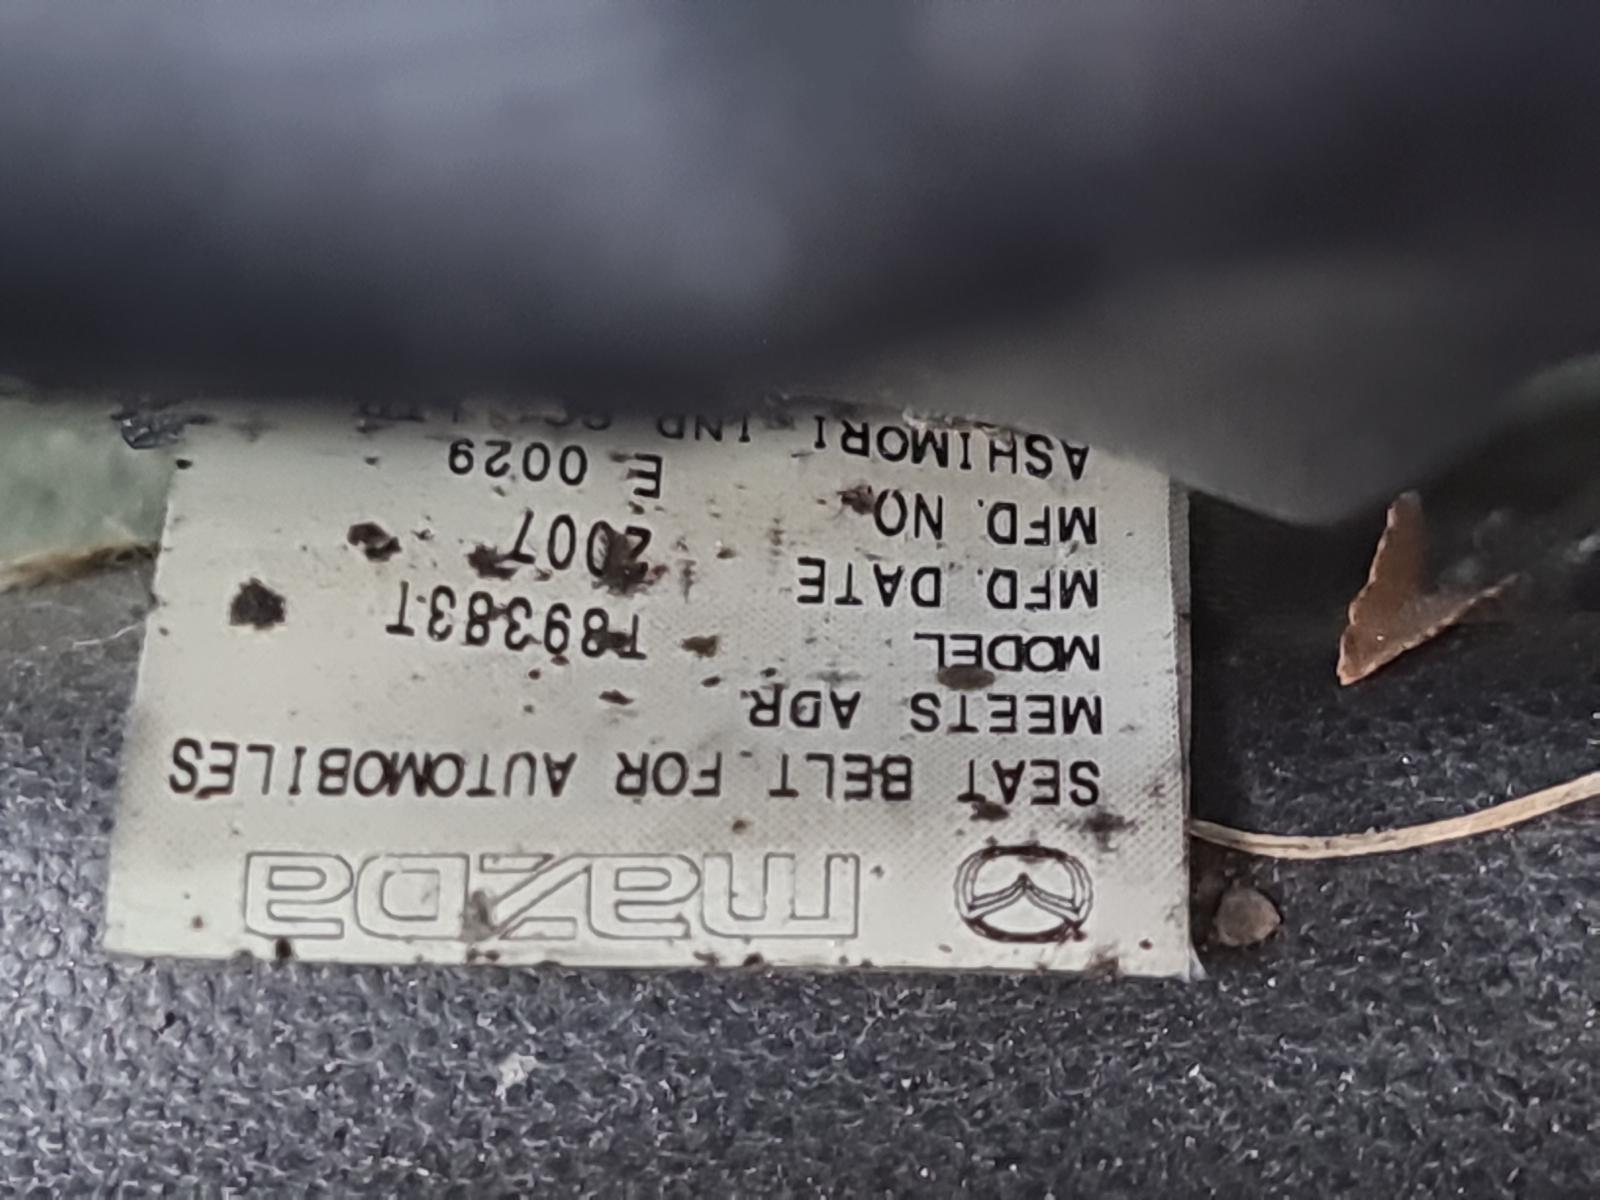 mazda
SEAT BELT FOR AUTOMOBILES
MEETS ADR.
MODEL T89383T
MFD. DATE 2007
MFD. NO. E 0029
ASHIMORI IND